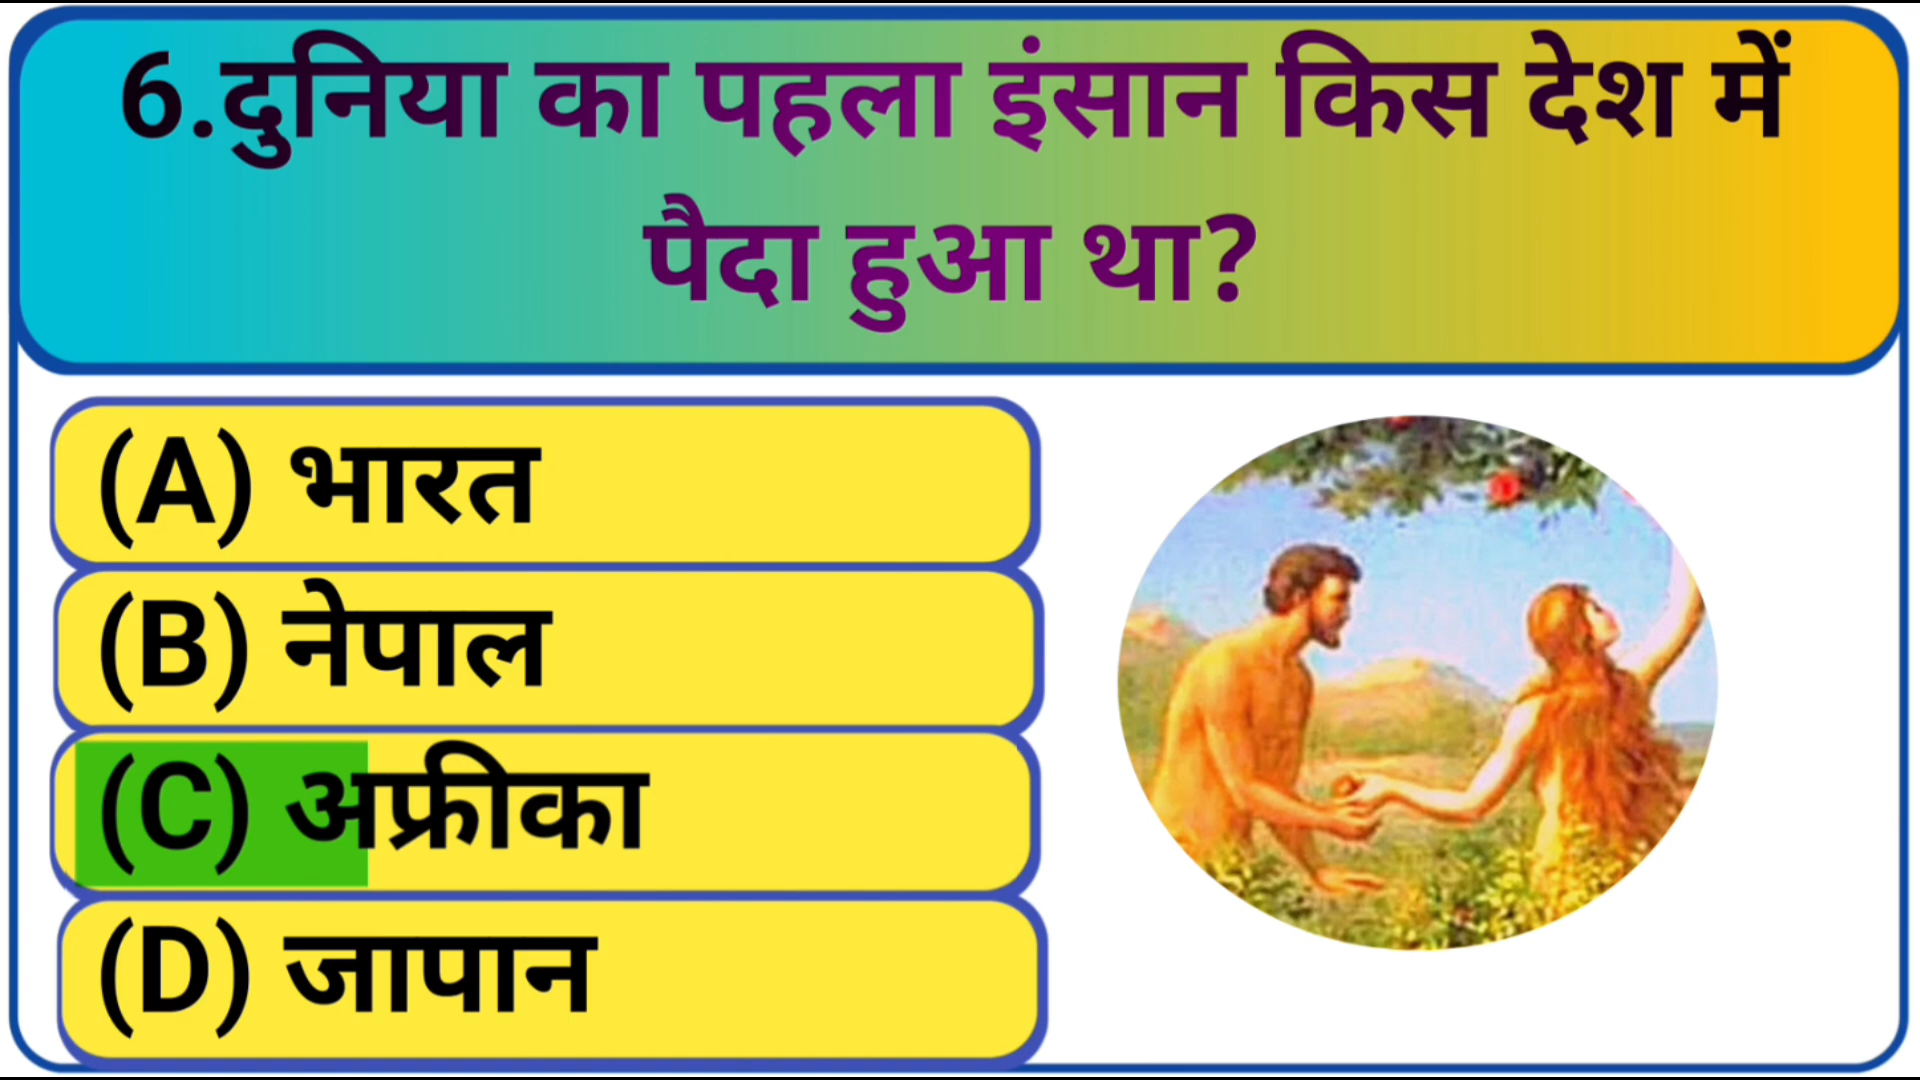 6.दुनिया का पहला इंसान किस देश में
पैदा हुआ था?
(A) भारत
(B) नेपाल
(C) अफ्रीका
(D) जापान